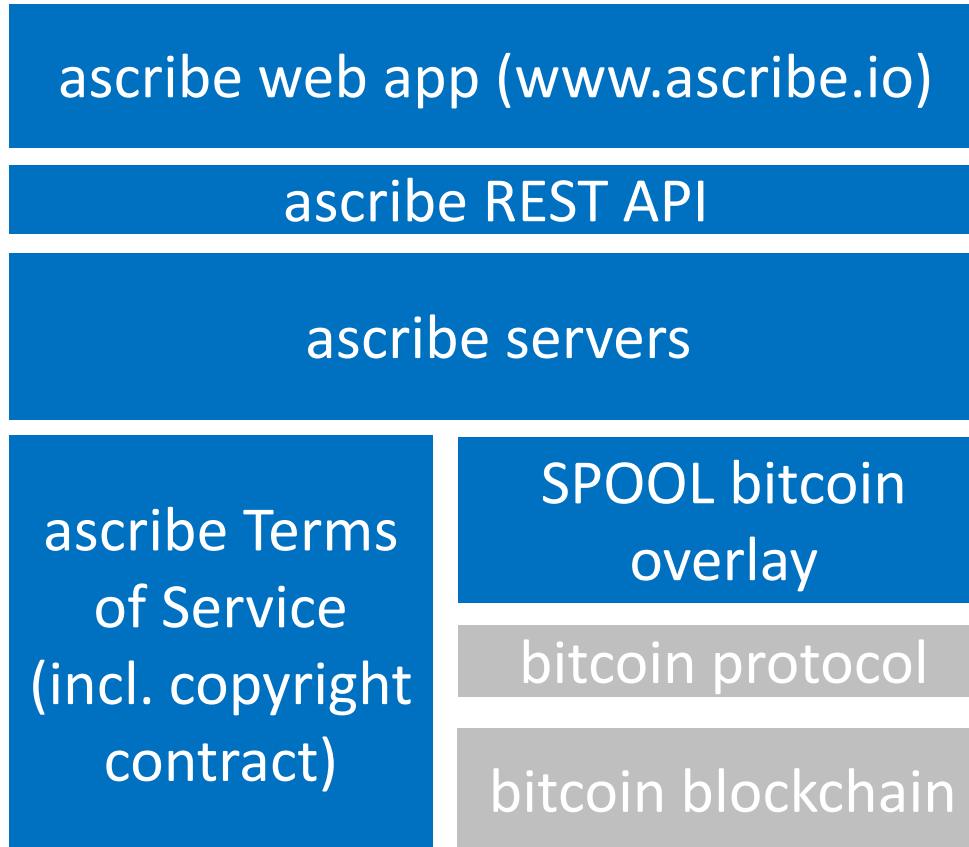 ascribe web app (www.ascribe.io)
ascribe REST API
ascribe servers
ascribe Terms
of Service
(incl. copyright
contract)
SPOOL bitcoin
overlay
bitcoin protocol
bitcoin blockchain